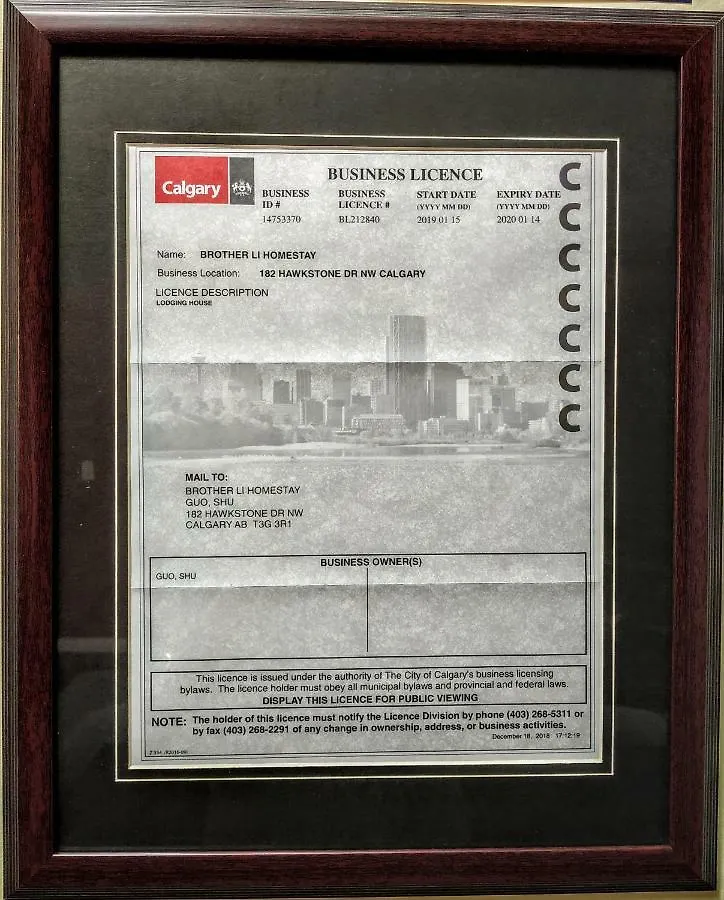 Calgary
BUSINESS LICENCE
BUSINESS ID #
BUSINESS LICENCE #
START DATE (YYYY MM DD)
EXPIRY DATE (YYYY MM DD)
14753370 BL212840 2019 01 15 2020 01 14
Name: BROTHER LI HOMESTAY
Business Location: 182 HAWKSTONE DR NW CALGARY
LICENCE DESCRIPTION
LODGING HOUSE
C
C
C
C
C
C
C
MAIL TO:
BROTHER LI HOMESTAY
GUO, SHU
182 HAWKSTONE DR NW
CALGARY AB T3G 3R1
BUSINESS OWNER(S)
GUO, SHU
This licence is issued under the authority of The City of Calgary's business licensing
bylaws. The licence holder must obey all municipal bylaws and provincial and federal laws.
DISPLAY THIS LICENCE FOR PUBLIC VIEWING
NOTE: The holder of this licence must notify the Licence Division by phone (403) 268-5311 or
by fax (403) 268-2291 of any change in ownership, address, or business activities.
December 18, 2018 17:12:19